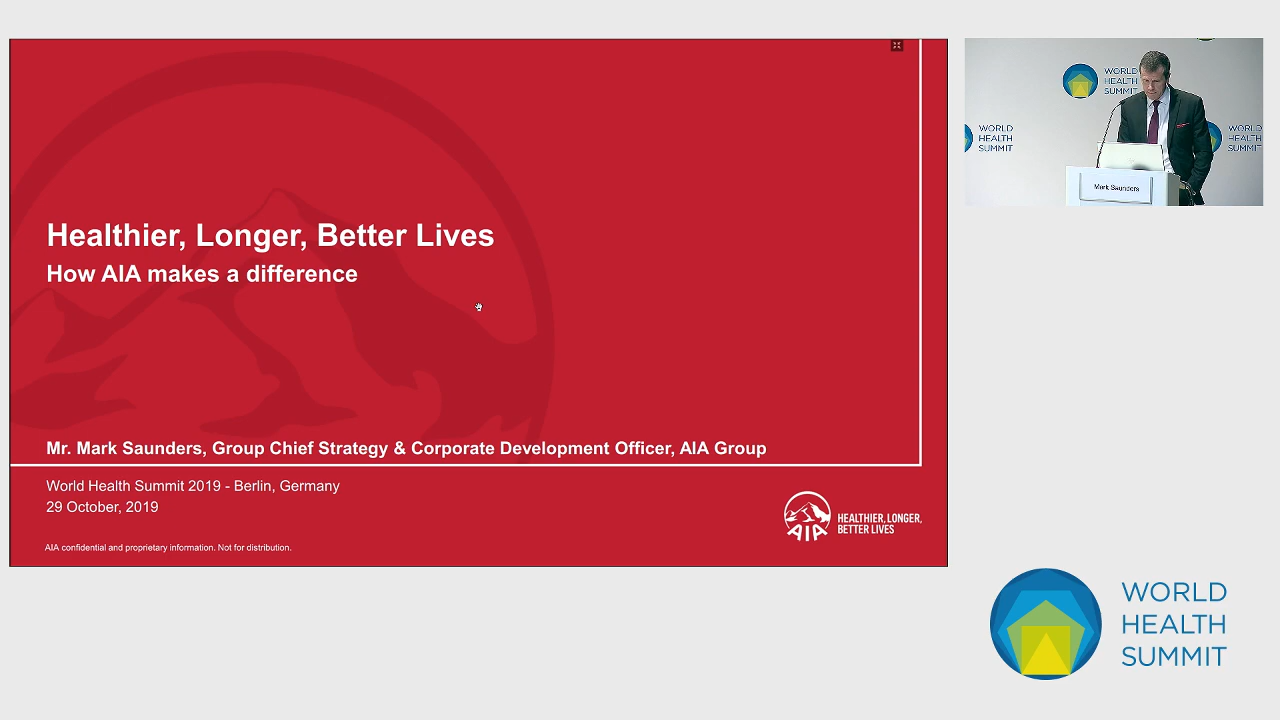 Healthier, Longer, Better Lives
How AIA makes a difference
Mr. Mark Saunders, Group Chief Strategy & Corporate Development Officer, AIA Group
World Health Summit 2019 - Berlin, Germany
29 October, 2019
AIA confidential and proprietary information. Not for distribution.
AIA
HEALTHIER, LONGER,
BETTER LIVES
WORLD
HEALTH
SUMMIT
WORLD
HEALTH
SUMMIT
WORLD
HEALTH
SUMMIT
Mark Saunders
WORLD
HEALTH
SUMMIT